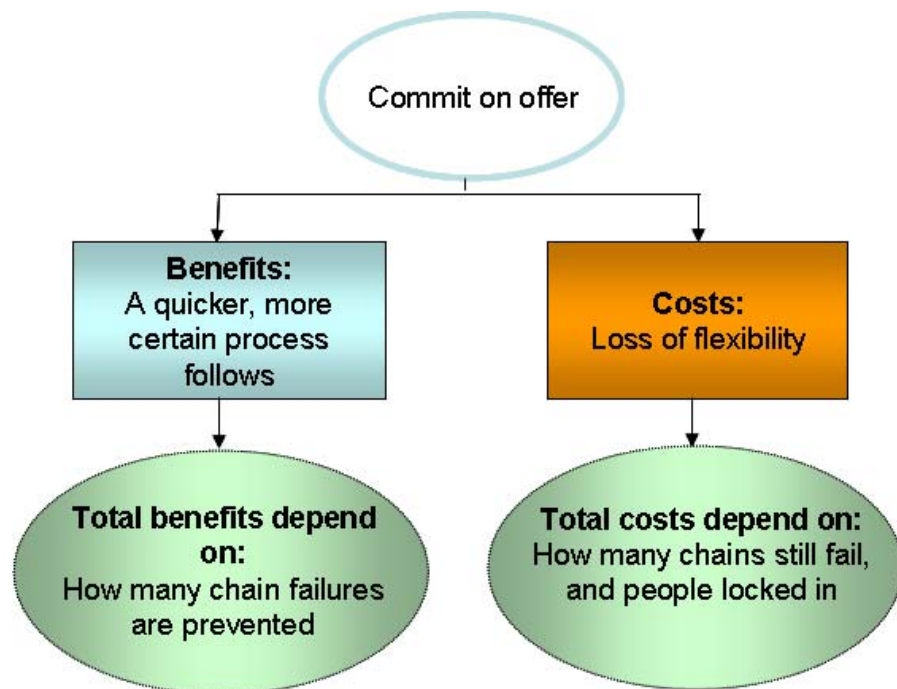 Commit on offer
Benefits:
A quicker, more
certain process
follows
Costs:
Loss of flexibility
Total benefits depend
on:
How many chain failures
are prevented
Total costs depend on:
How many chains still fail,
and people locked in